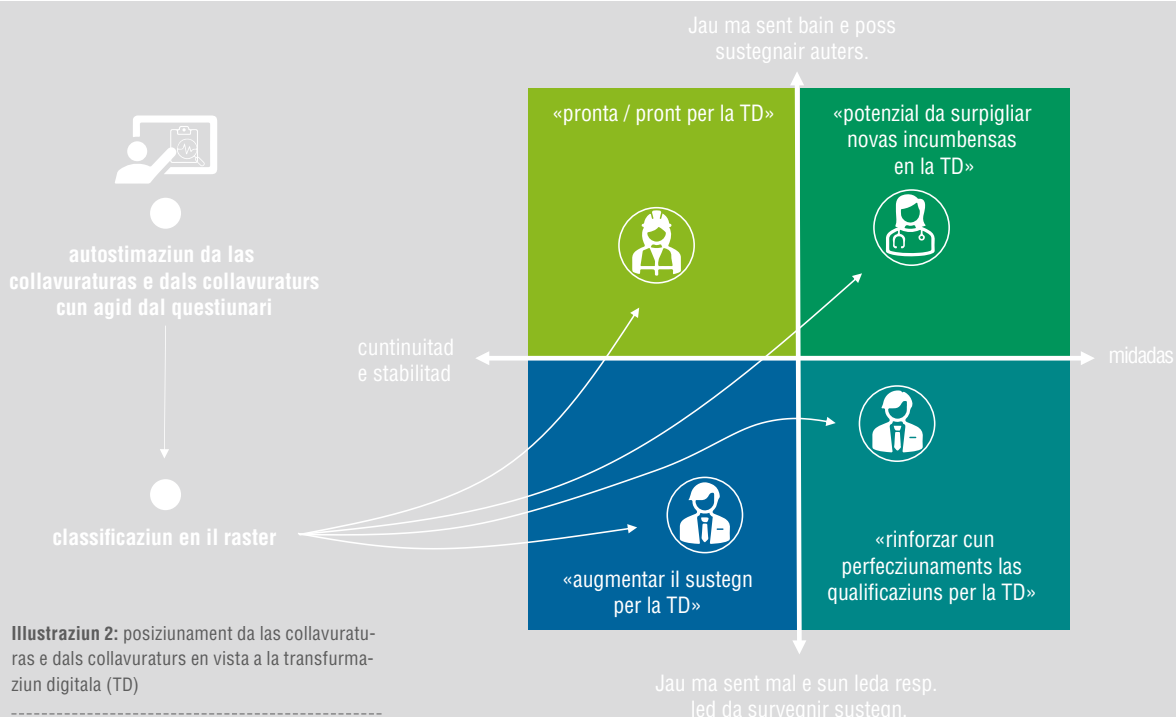 Jau ma sent bain e poss
sustegnair auters.
«pronta / pront per la TD»
«potenzial da surpigliar
novas incumbensas
en la TD»
autostimaziun da las
collavuraturas e dals collavuraturs
cun agid dal questiunari
cuntinuitad
e stabilitad
midadas
classificaziun en il raster
«augmentar il sustegn
per la TD»
«rinforzar cun
perfecziunaments las
qualificaziuns per la TD»
Illustraziun 2: posiziunament da las collavuratu-
ras e dals collavuraturs en vista a la transfurma-
ziun digitala (TD)
Jau ma sent mal e sun leda resp.
led da survegnir sustegn.